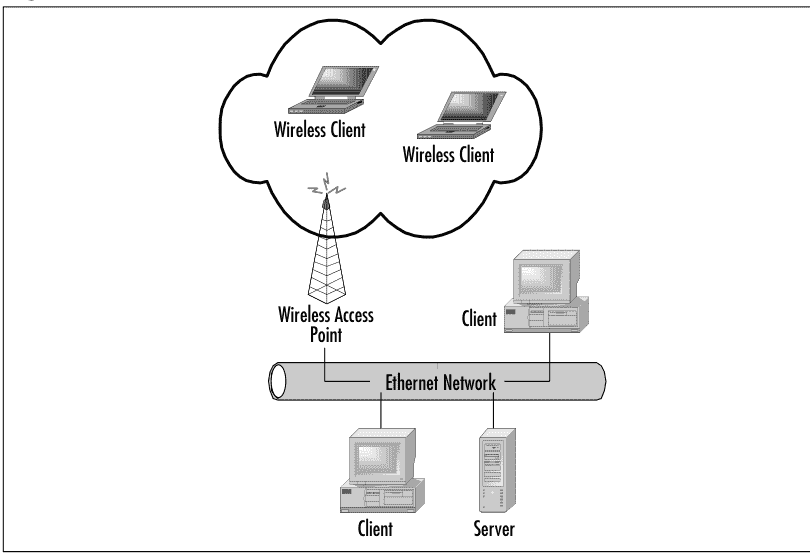 Wireless Client
Wireless Client
Wireless Access
Point
Client
Ethernet Network
Client
Server